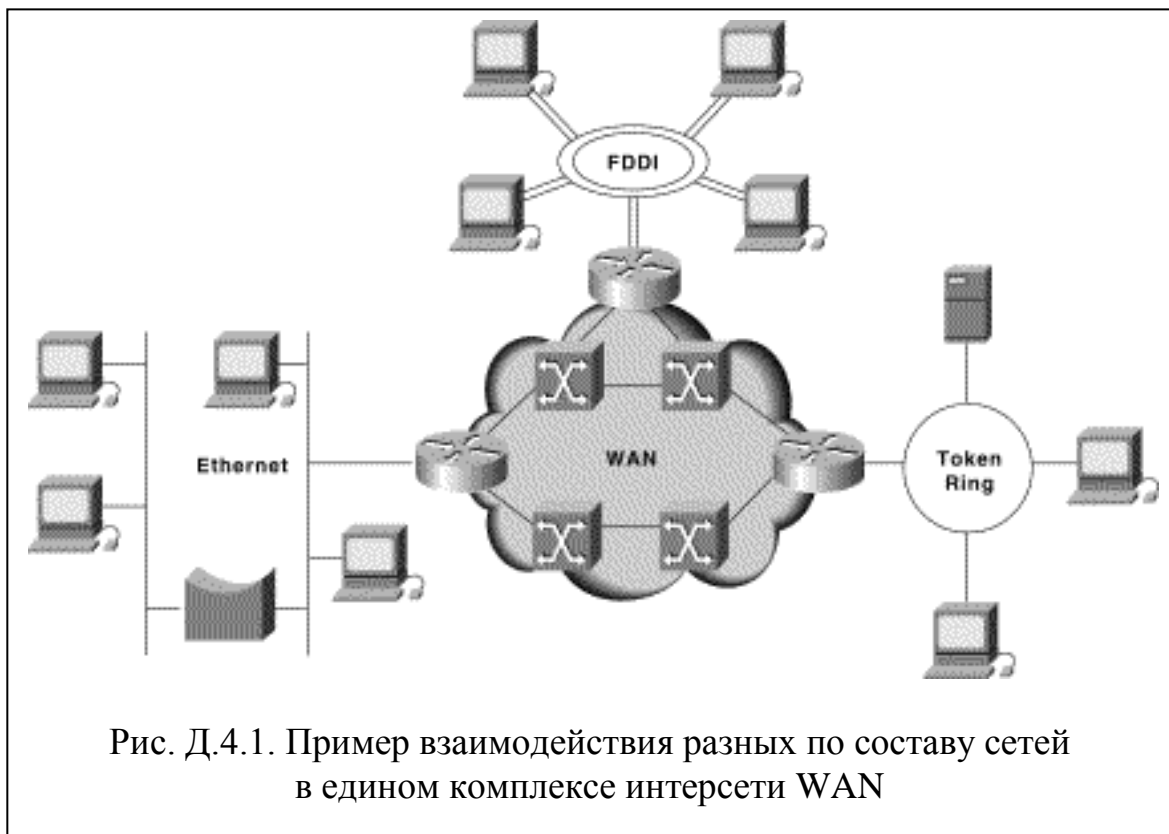 FDDI
Ethernet
WAN
Token
Ring
Рис. Д.4.1. Пример взаимодействия разных по составу сетей
в едином комплексе интерсети WAN